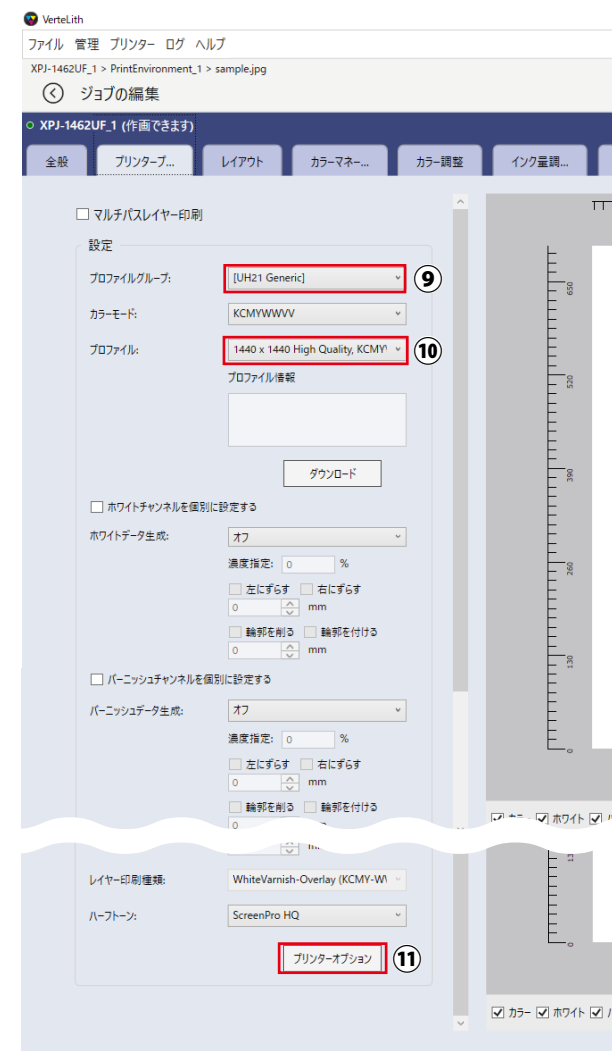 VerteLith
ファイル 管理 プリンター ログ ヘルプ
XPJ-1462UF_1 > PrintEnvironment_1 > sample.jpg
ジョブの編集
XPJ-1462UF_1 (作画できます)
全般 プリンタープ... レイアウト カラーマネー... カラー調整 インク量調...
マルチパスレイヤー印刷
設定
プロファイルグループ: [UH21 Generic] ⑨
カラーモード: KCMYWWVV
プロファイル: 1440 x 1440 High Quality, KCMY ⑩
プロファイル情報
ダウンロード
ホワイトチャンネルを個別に設定する
ホワイトデータ生成: オフ
濃度指定: 0 %
左にずらす 右にずらす
0 mm
輪郭を削る 輪郭を付ける
0 mm
バーニッシュチャンネルを個別に設定する
バーニッシュデータ生成: オフ
濃度指定: 0 %
左にずらす 右にずらす
0 mm
輪郭を削る 輪郭を付ける
0
レイヤー印刷種類: WhiteVarnish-Overlay (KCMY-W
ハーフトーン: ScreenPro HQ
プリンターオプション ⑪
650
520
390
260
130
0
ホワイト
0
カラー ホワイト